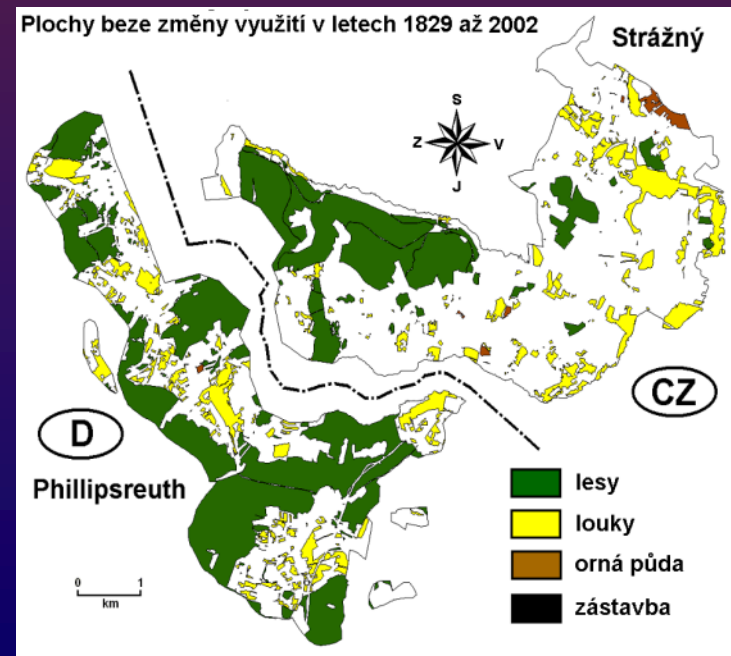 Plochy beze změny využití v letech 1829 až 2002
Strážný
S
Z
V
J
CZ
D
Phillipsreuth
lesy
louky
orná půda
zástavba
0 1
km